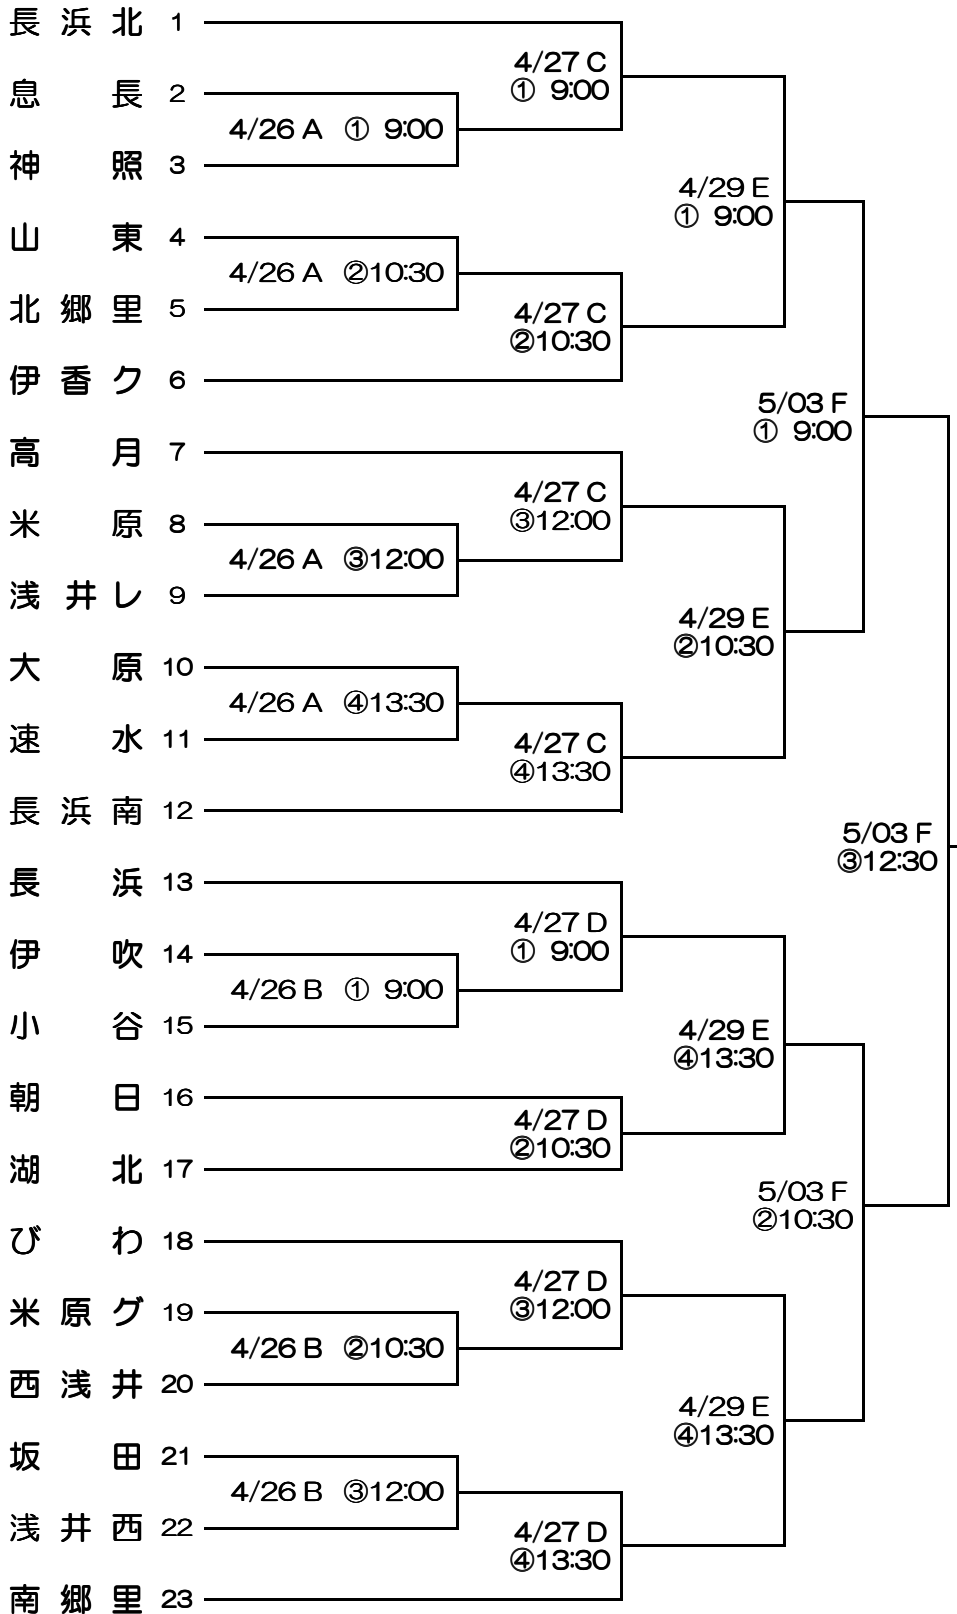 長浜北 1
4/27 C
① 9:00
息長 2
4/26 A ① 9:00
神照 3
4/29 E
① 9:00
山東 4
4/26 A ②10:30
北郷里 5
4/27 C
②10:30
伊香ク 6
5/03 F
① 9:00
高月 7
4/27 C
③12:00
米原 8
4/26 A ③12:00
浅井レ 9
4/29 E
②10:30
大原 10
4/26 A ④13:30
速水 11
4/27 C
④13:30
長浜南 12
5/03 F
③12:30
長浜 13
4/27 D
① 9:00
伊吹 14
4/26 B ① 9:00
小谷 15
4/29 E
④13:30
朝日 16
4/27 D
②10:30
湖北 17
5/03 F
②10:30
びわ 18
4/27 D
③12:00
米原グ 19
4/26 B ②10:30
西浅井 20
4/29 E
④13:30
坂田 21
4/26 B ③12:00
浅井西 22
4/27 D
④13:30
南郷里 23